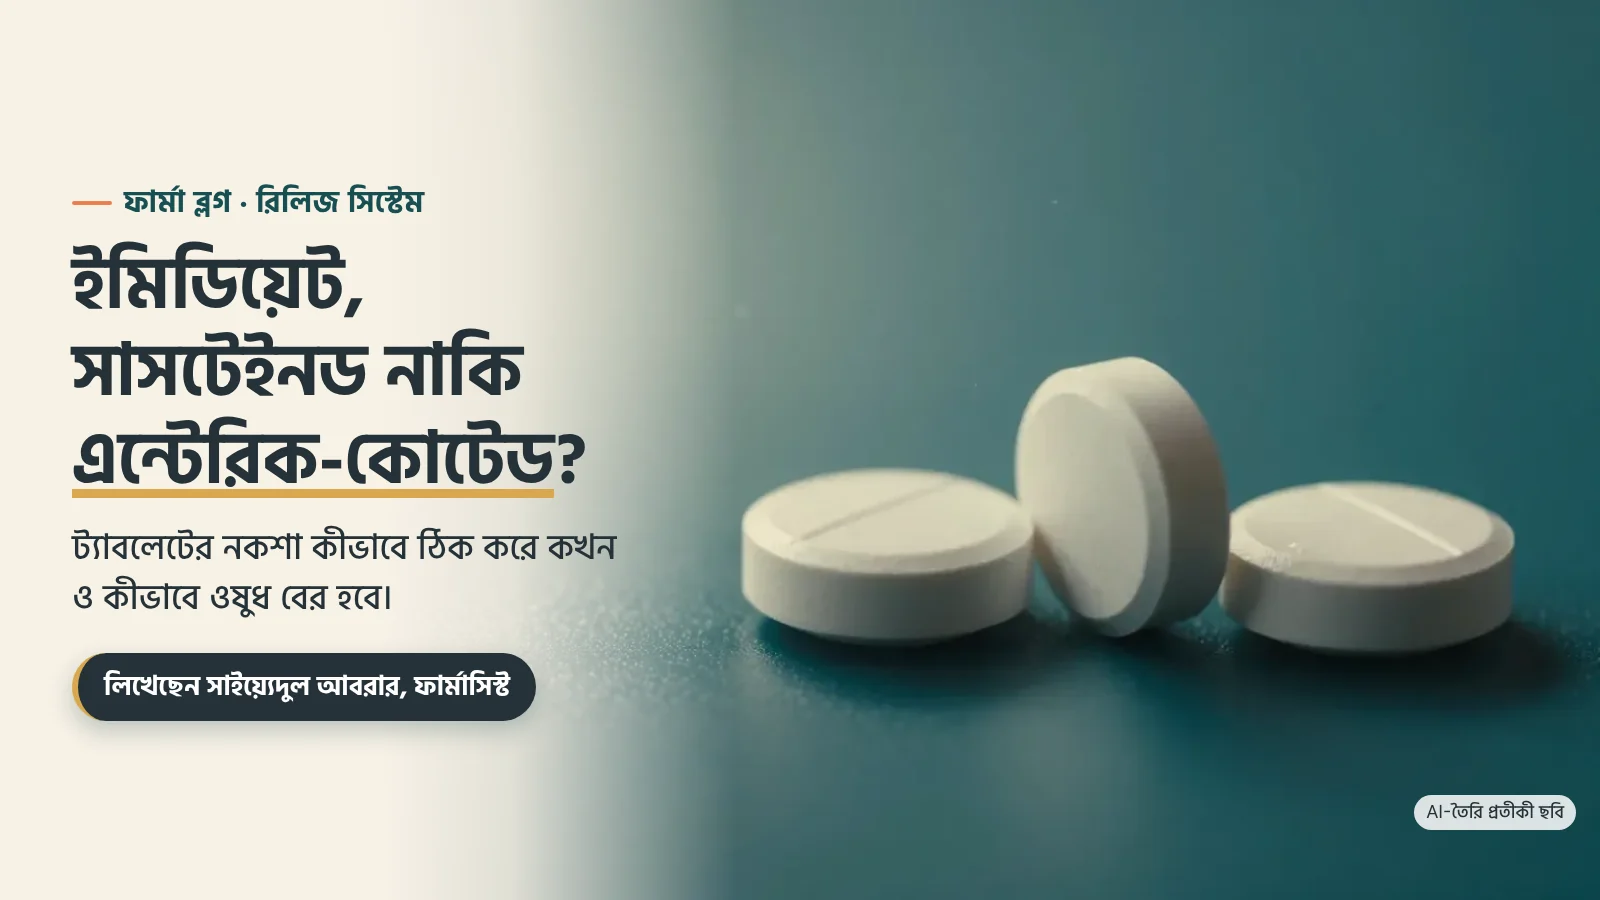 ফার্মা ব্লগ · রিলিজ সিস্টেম
ইমিডিয়েট,
সাসটেইনড নাকি
এন্টেরিক-কোটেড?
ট্যাবলেটের নকশা কীভাবে ঠিক করে কখন
ও কীভাবে ওষুধ বের হবে।
লিখেছেন সাইয়্যেদুল আবরার, ফার্মাসিস্ট
AI-তৈরি প্রতীকী ছবি